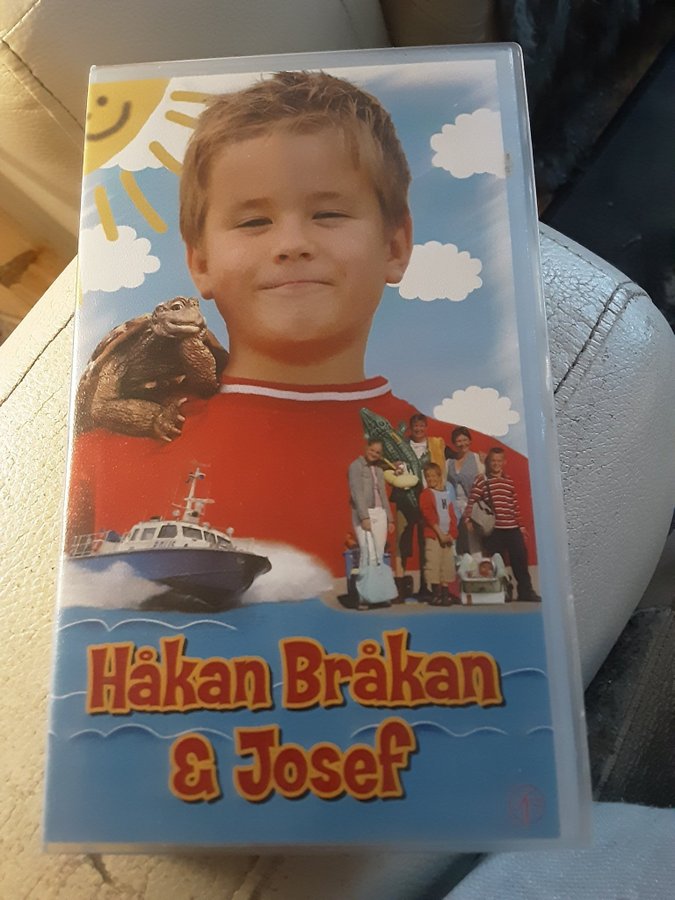 Håkan Bråkan
& Josef